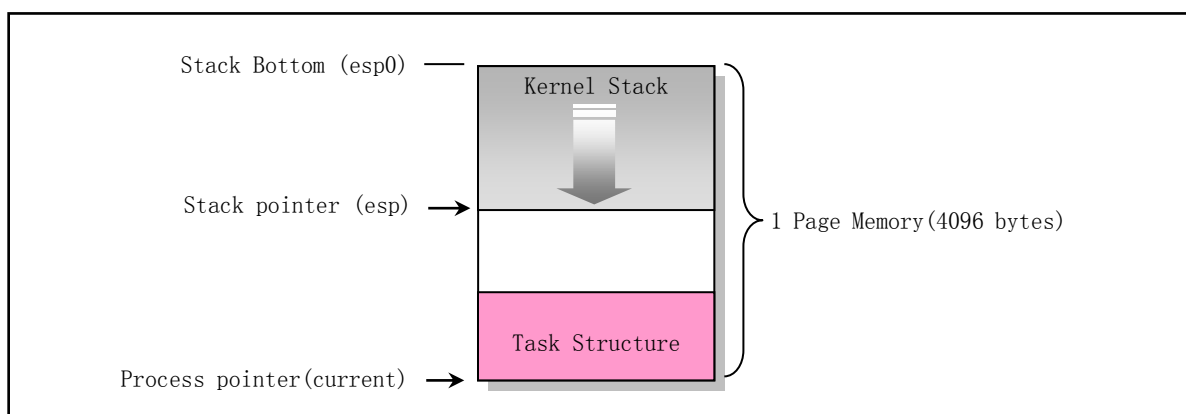 Stack Bottom (esp0)
Kernel Stack
Stack pointer (esp)
1 Page Memory(4096 bytes)
Task Structure
Process pointer(current)